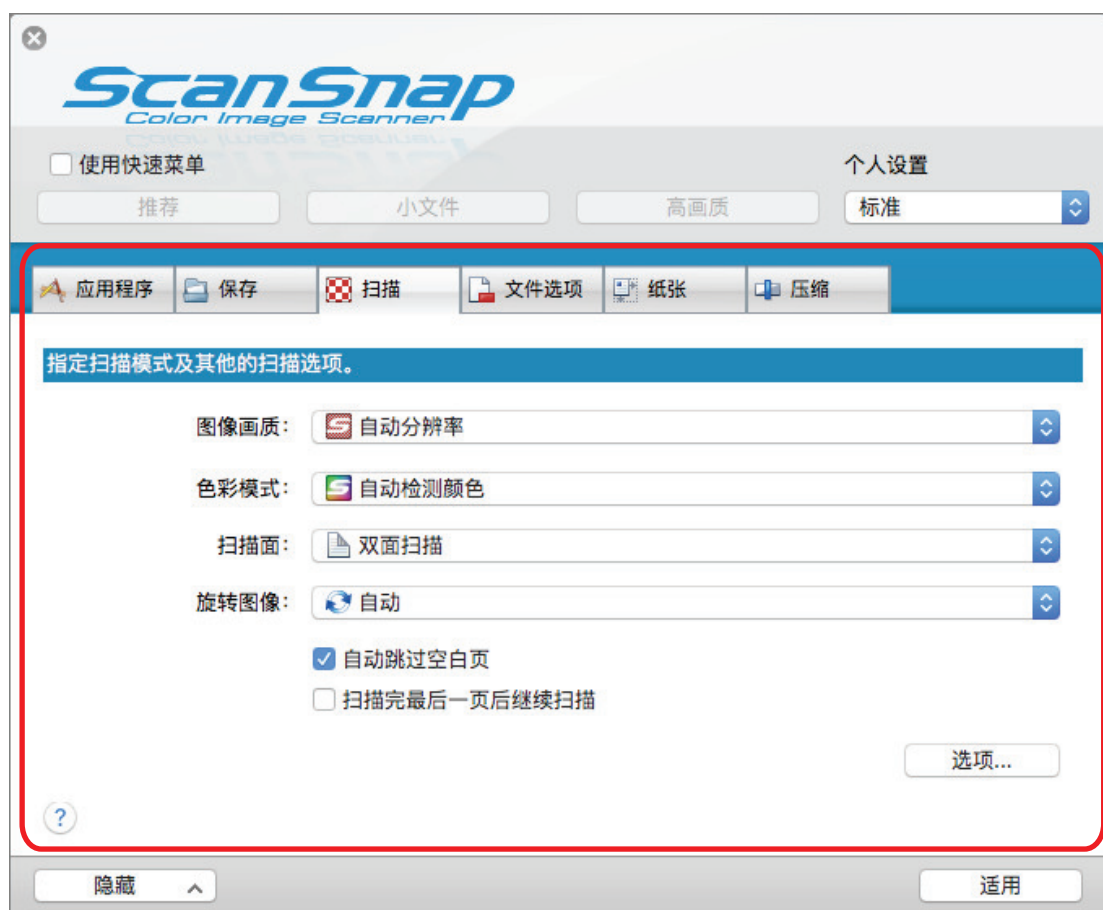 ScanSnap
Color Image Scanner
使用快速菜单
个人设置
推荐
小文件
高画质
标准
应用程序
保存
扫描
文件选项
纸张
压缩
指定扫描模式及其他的扫描选项。
图像画质:
自动分辨率
色彩模式:
自动检测颜色
扫描面:
双面扫描
旋转图像:
自动
自动跳过空白页
扫描完最后一页后继续扫描
选项...
?
隐藏
适用